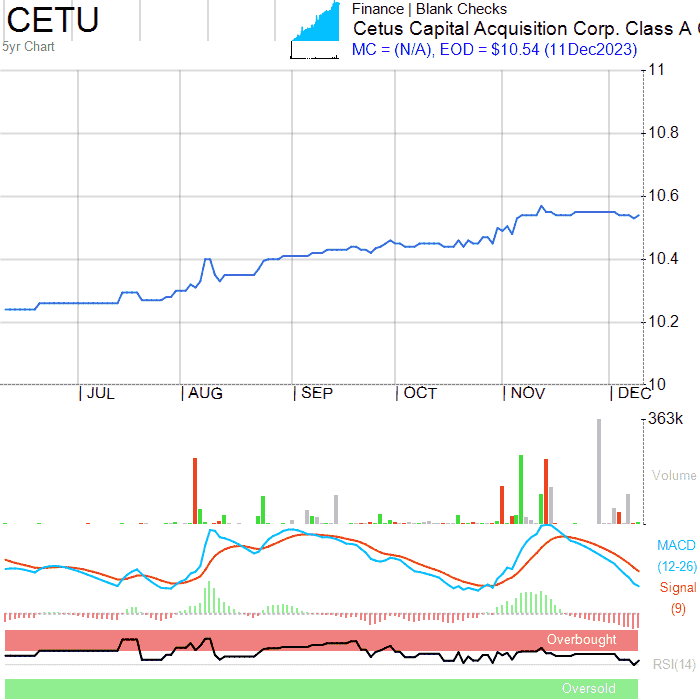 CETU
5yr Chart
Finance | Blank Checks
Cetus Capital Acquisition Corp. Class A
MC = (N/A), EOD = $10.54 (11Dec2023)
11
10.8
10.6
10.4
10.2
10
JUL
AUG
SEP
OCT
NOV
DEC
363k
Volume
MACD
(12-26)
Signal
(9)
Overbought
RSI(14)
Oversold